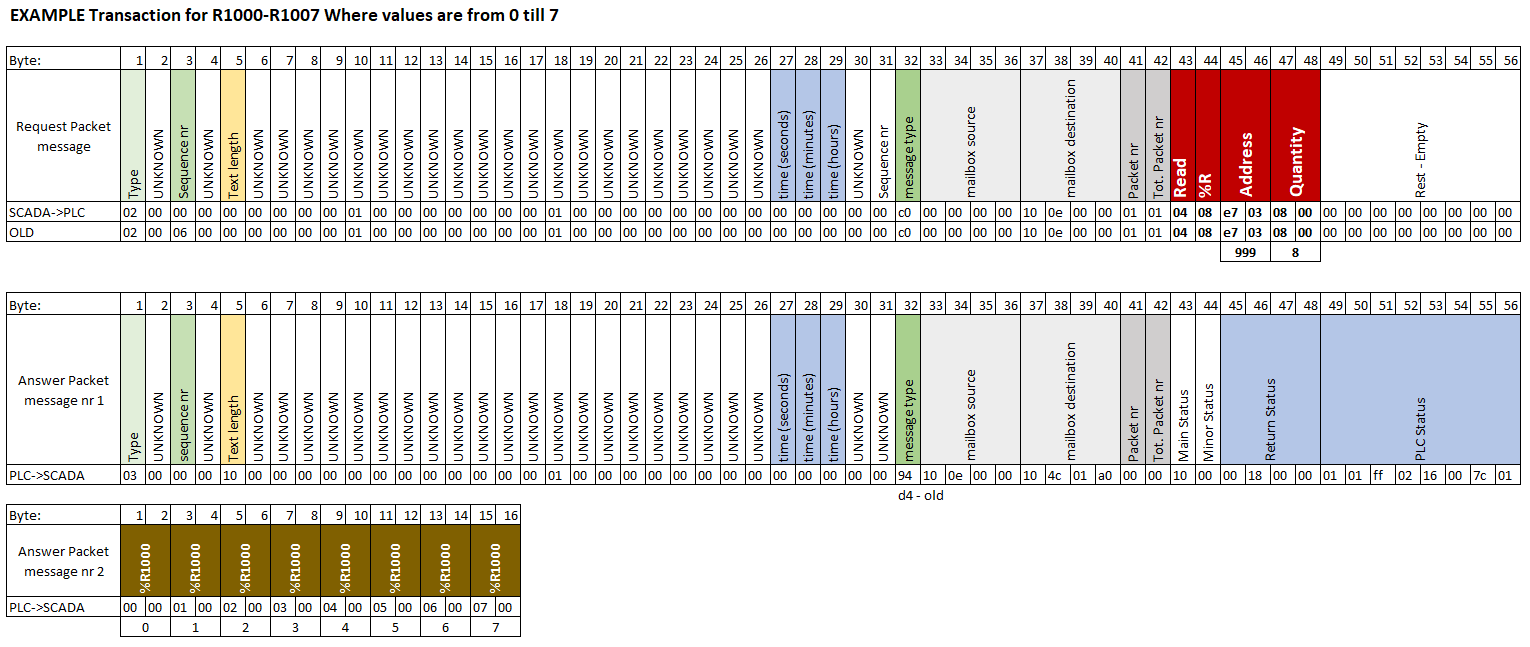 EXAMPLE Transaction for R1000-R1007 Where values are from 0 till 7
Byte: 1 2 3 4 5 6 7 8 9 10 11 12 13 14 15 16 17 18 19 20 21 22 23 24 25 26 27 28 29 30 31 32 33 34 35 36 37 38 39 40 41 42 43 44 45 46 47 48 49 50 51 52 53 54 55 56
Request Packet message Type UNKNOWN Sequence nr UNKNOWN Text length UNKNOWN UNKNOWN UNKNOWN UNKNOWN UNKNOWN UNKNOWN UNKNOWN UNKNOWN UNKNOWN UNKNOWN UNKNOWN UNKNOWN UNKNOWN UNKNOWN UNKNOWN UNKNOWN UNKNOWN UNKNOWN UNKNOWN UNKNOWN UNKNOWN time (seconds) time (minutes) time (hours) UNKNOWN Sequence nr message type mailbox source mailbox destination Packet nr Tot. Packet nr Read %R Address Quantity Rest - Empty
SCADA->PLC 02 00 00 00 00 00 00 00 00 01 00 00 00 00 00 00 00 01 00 00 00 00 00 00 00 00 00 00 00 00 00 c0 00 00 00 00 10 0e 00 00 01 01 04 08 e7 03 08 00 00 00 00 00 00 00 00 00
OLD 02 00 06 00 00 00 00 00 00 01 00 00 00 00 00 00 00 01 00 00 00 00 00 00 00 00 00 00 00 00 00 c0 00 00 00 00 10 0e 00 00 01 01 04 08 e7 03 08 00 00 00 00 00 00 00 00 00
999 8
Byte: 1 2 3 4 5 6 7 8 9 10 11 12 13 14 15 16 17 18 19 20 21 22 23 24 25 26 27 28 29 30 31 32 33 34 35 36 37 38 39 40 41 42 43 44 45 46 47 48 49 50 51 52 53 54 55 56
Answer Packet message nr 1 Type UNKNOWN sequence nr UNKNOWN Text length UNKNOWN UNKNOWN UNKNOWN UNKNOWN UNKNOWN UNKNOWN UNKNOWN UNKNOWN UNKNOWN UNKNOWN UNKNOWN UNKNOWN UNKNOWN UNKNOWN UNKNOWN UNKNOWN UNKNOWN UNKNOWN UNKNOWN UNKNOWN UNKNOWN time (seconds) time (minutes) time (hours) UNKNOWN UNKNOWN message type mailbox source mailbox destination Packet nr Tot. Packet nr Main Status Minor Status Return Status PLC Status
PLC->SCADA 03 00 00 00 10 00 00 00 00 00 00 00 00 00 00 00 00 01 00 00 00 00 00 00 00 00 00 00 00 00 00 94 10 0e 00 00 10 4c 01 a0 00 00 10 00 00 18 00 00 01 01 ff 02 16 00 7c 01
d4 - old
Byte: 1 2 3 4 5 6 7 8 9 10 11 12 13 14 15 16
Answer Packet message nr 2 %R1000 %R1000 %R1000 %R1000 %R1000 %R1000 %R1000 %R1000
PLC->SCADA 00 00 01 00 02 00 03 00 04 00 05 00 06 00 07 00
0 1 2 3 4 5 6 7